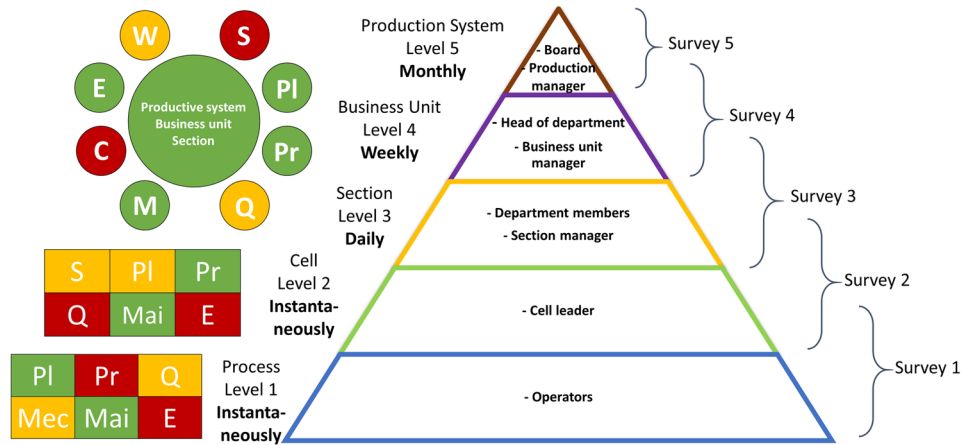 W
S
E
Pl
Productive system
Business unit
Section
C
Pr
M
Q
S
Pl
Pr
Q
Mai
E
Pl
Pr
Q
Mec
Mai
E
Production System
Level 5
Monthly
- Board
- Production
manager
Survey 5
Business Unit
Level 4
Weekly
- Head of department
- Business unit
manager
Survey 4
Section
Level 3
Daily
- Department members
- Section manager
Survey 3
Cell
Level 2
Instanta-
neously
- Cell leader
Survey 2
Process
Level 1
Instanta-
neously
- Operators
Survey 1